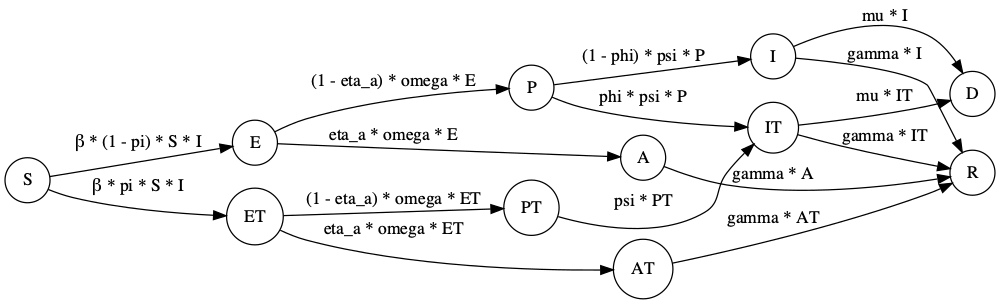 mu * I
(1 - phi) * psi * P
I
gamma * I
(1 - eta_a) * omega * E
P
phi * psi * P
mu * IT
D
β * (1 - pi) * S * I
E
eta_a * omega * E
IT
gamma * IT
S
β * pi * S * I
A
gamma * A
R
(1 - eta_a) * omega * ET
PT
psi * PT
ET
eta_a * omega * ET
gamma * AT
AT